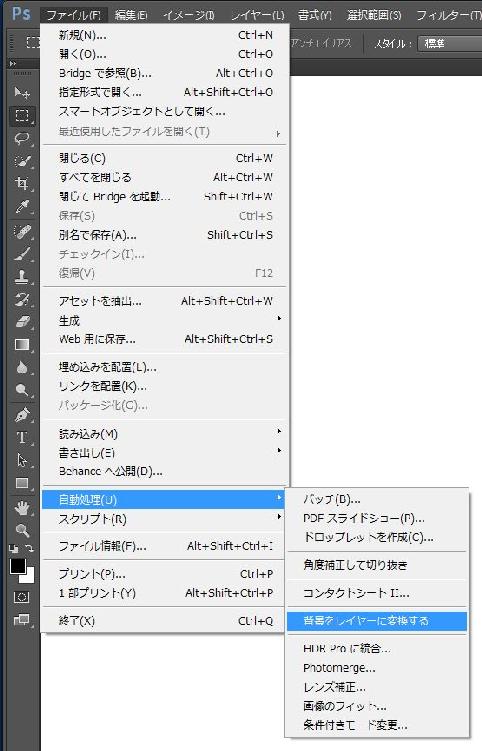 Ps ファイル(F) 編集(E) イメージ(I) レイヤー(L) 書式(Y) 選択範囲(S) フィルター(T)
アンチエイリアス スタイル: 標準
新規(N)... Ctrl+N
開く(O)... Ctrl+O
Bridge で参照(B)... Alt+Ctrl+O
指定形式で開く... Alt+Shift+Ctrl+O
スマートオブジェクトとして開く...
最近使用したファイルを開く(T)
閉じる(C) Ctrl+W
すべてを閉じる Alt+Ctrl+W
閉じて Bridge を起動... Shift+Ctrl+W
保存(S) Ctrl+S
別名で保存(A)... Shift+Ctrl+S
チェックイン(I)...
復帰(V) F12
アセットを抽出... Alt+Shift+Ctrl+W
生成
Web 用に保存... Alt+Shift+Ctrl+S
埋め込みを配置(L)...
リンクを配置(K)...
パッケージ化(G)...
読み込み(M)
書き出し(E)
Behance へ公開(D)...
自動処理(U)
スクリプト(R)
ファイル情報(F)... Alt+Shift+Ctrl+I
プリント(P)... Ctrl+P
1 部プリント(Y) Alt+Shift+Ctrl+P
終了(X) Ctrl+Q
バッチ(B)...
PDF スライドショー(P)...
ドロップレットを作成(C)...
角度補正して切り抜き
コンタクトシート II...
背景をレイヤーに変換する
HDR Pro に統合...
Photomerge...
レンズ補正...
画像のフィット...
条件付きモード変更...